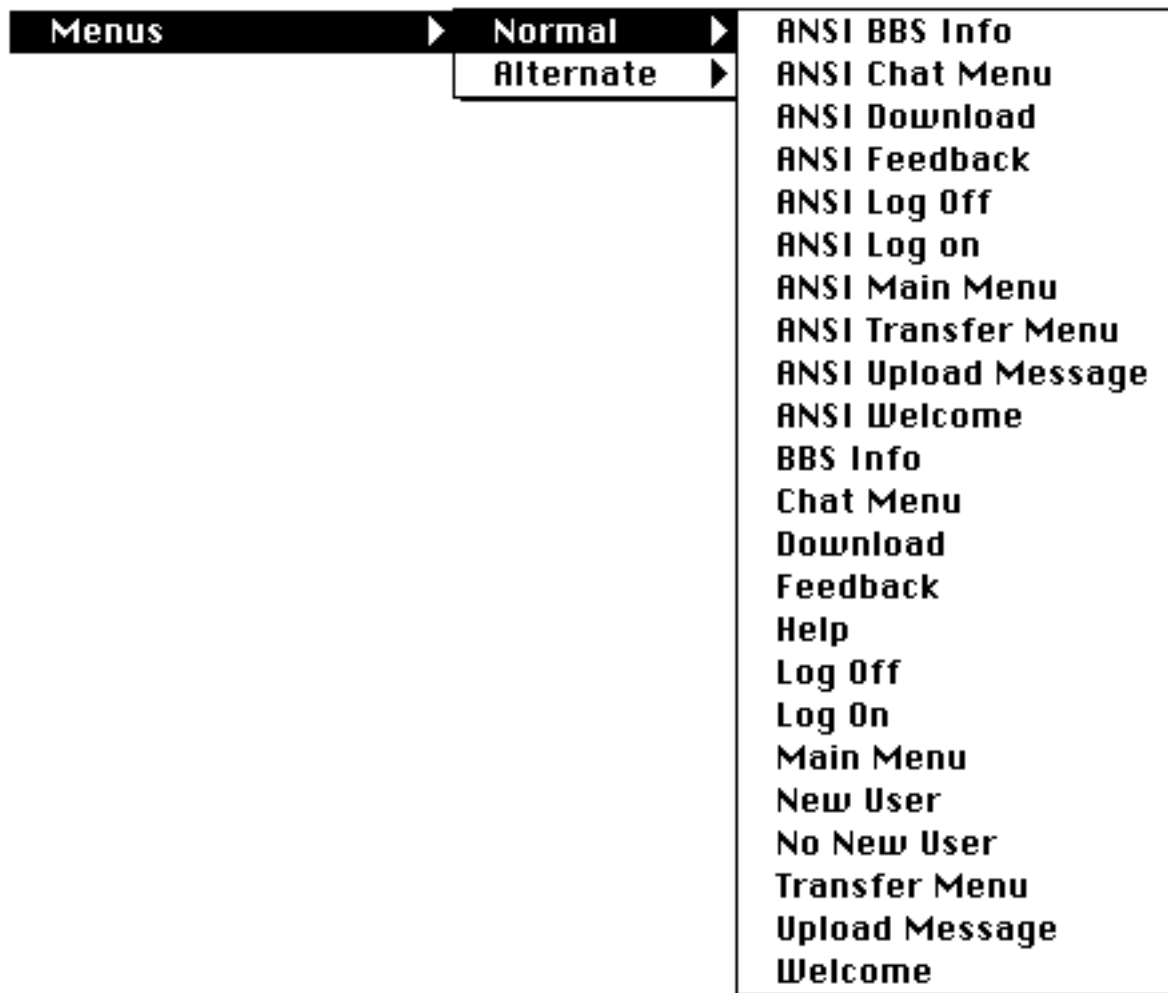 Menus
Normal
Alternate
ANSI BBS Info
ANSI Chat Menu
ANSI Download
ANSI Feedback
ANSI Log Off
ANSI Log on
ANSI Main Menu
ANSI Transfer Menu
ANSI Upload Message
ANSI Welcome
BBS Info
Chat Menu
Download
Feedback
Help
Log Off
Log On
Main Menu
New User
No New User
Transfer Menu
Upload Message
Welcome